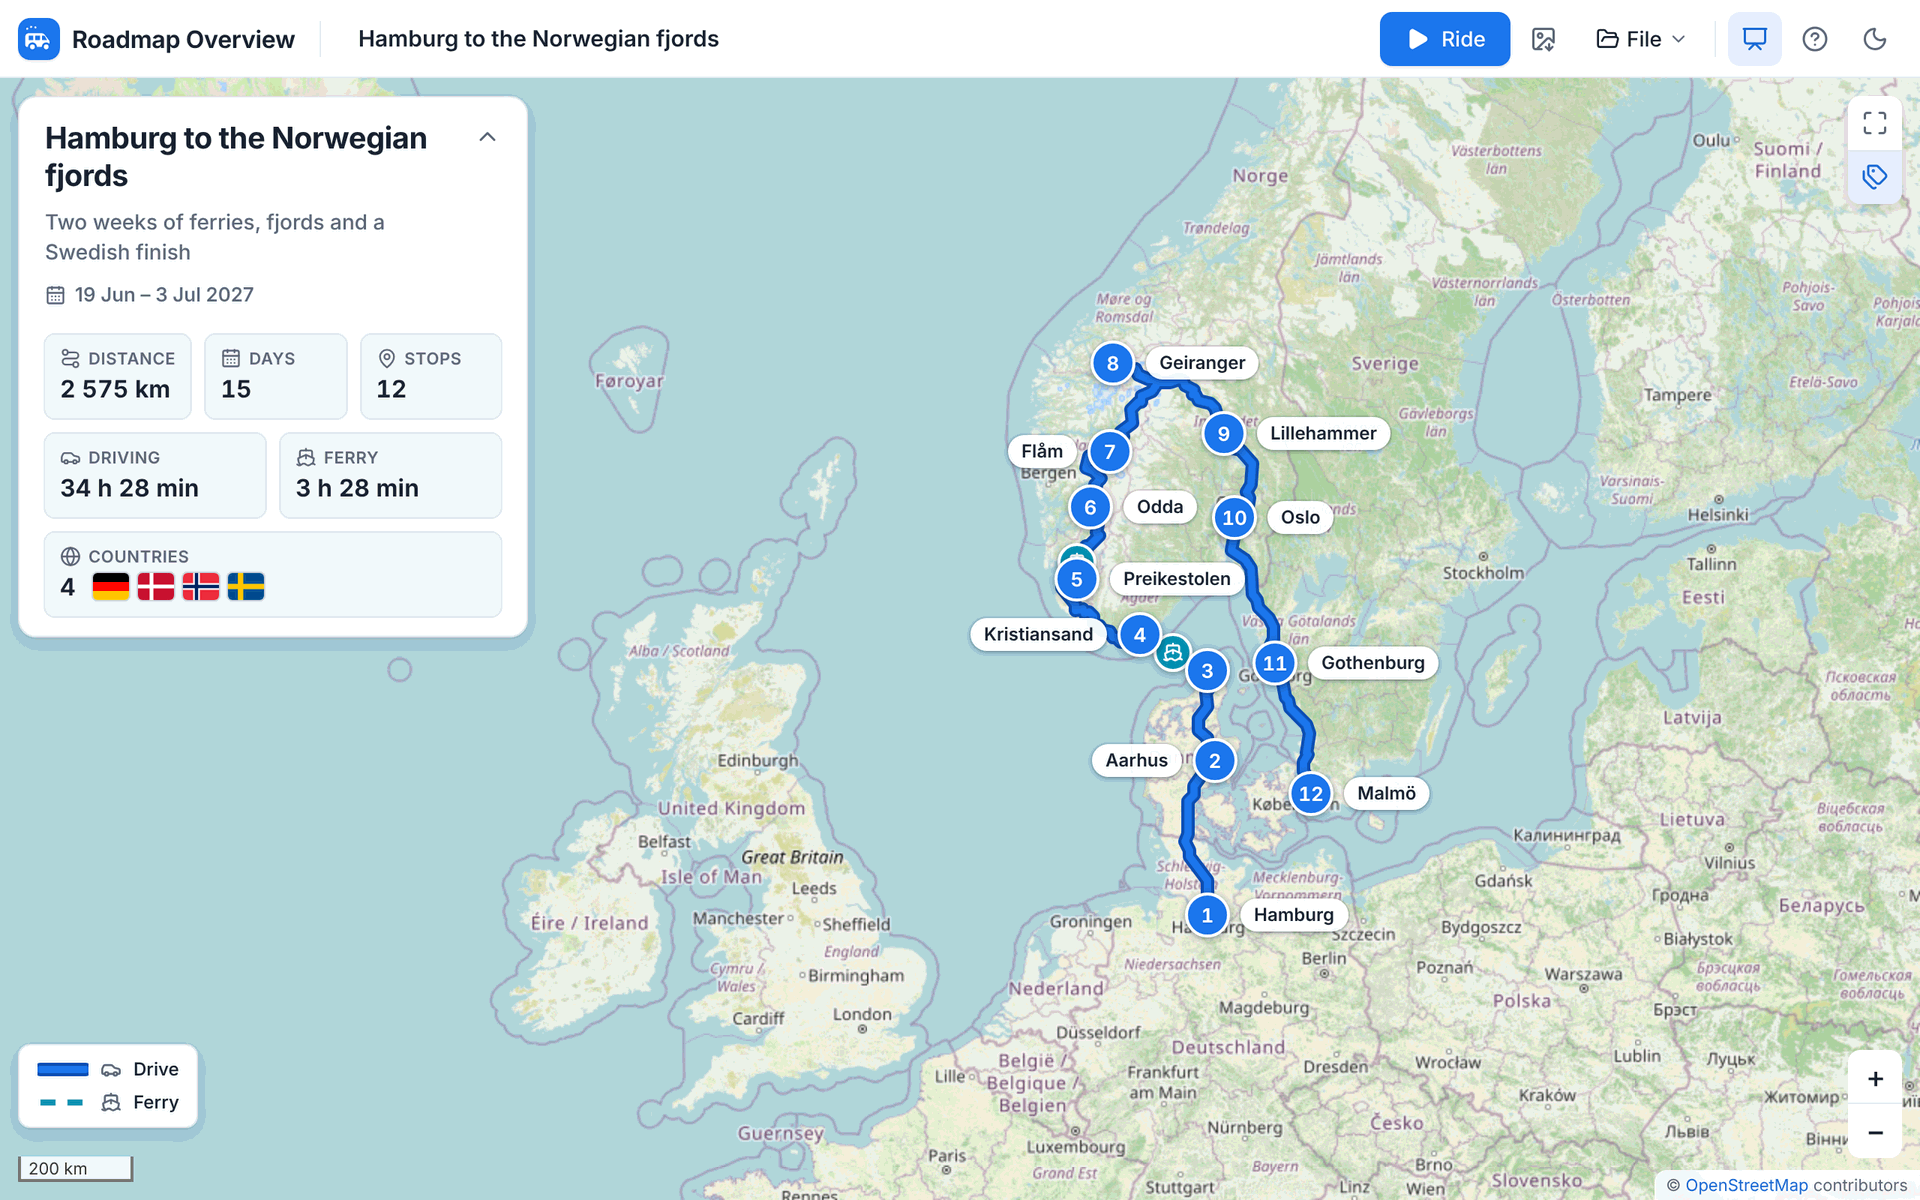 Roadmap Overview
Hamburg to the Norwegian fjords
Ride
File
Hamburg to the Norwegian
fjords
Two weeks of ferries, fjords and a
Swedish finish
19 Jun – 3 Jul 2027
DISTANCE
2 575 km
DAYS
15
STOPS
12
DRIVING
34 h 28 min
FERRY
3 h 28 min
COUNTRIES
4
Drive
Ferry
200 km
Norge
Västerbottens
län
Oulu
Suomi /
Finland
Trøndelag
Jämtlands
län
Västernorrlands
län
Österbotten
Pohjois-
Savo
Møre og
Romsdal
Føroyar
8
Geiranger
Sverige
Tampere
Etelä-Savo
Gävleborgs
län
9
Lillehammer
Flåm
7
Bergen
6
Odda
10
Oslo
Varsinais-
Suomi
Helsinki
Stockholm
Tallinn
Eesti
5
Preikestolen
Agder
Kristiansand
4
3
11
Gothenburg
län
Alba / Scotland
Псковская
область
Latvija
Edinburgh
Aarhus
2
12
Malmö
United Kingdom
Belfast
Great Britain
Isle of Man
Leeds
Lietuva
Віцебская
вобласць
Калининград
Vilnius
Mecklenburg-
Vorpommern
Gdańsk
Гродна
Беларусь
Éire / Ireland
Manchester
Sheffield
England
Groningen
1
Hamburg
Szczecin
Bydgoszcz
Białystok
Cymru /
Wales
Birmingham
Niedersachsen
Berlin
Poznań
Warszawa
Брэсцкая
вобласць
Гомельская
вобласць
Nederland
Magdeburg
Polska
Брэст
Cardiff
London
Düsseldorf
Deutschland
België /
Belgique /
Belgien
Lille
Frankfurt
am Main
Dresden
Wrocław
Lublin
Луцьк
Kraków
Житомир
Guernsey
Česko
Nürnberg
Львів
Luxembourg
Paris
Grand Est
Bayern
Brno
Slovensko
Rennes
Stuttgart
Linz
Wien
+
−
© OpenStreetMap contributors